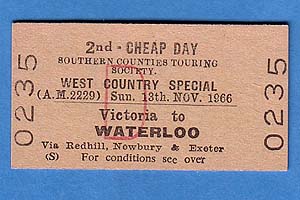 2nd - CHEAP DAY
SOUTHERN COUNTIES TOURING
SOCIETY.
WEST COUNTRY SPECIAL
(A.M.2229) Sun. 13th. NOV. 1966
Victoria to
WATERLOO
Via Redhill, Newbury & Exeter
(S) For conditions see over
0235
0235